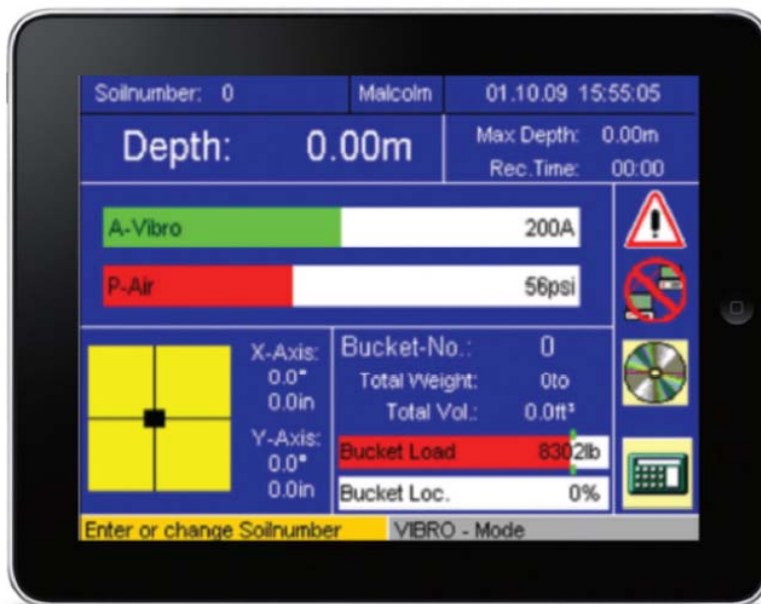 Soilnumber: 0 Malcolm 01.10.09 15:55:05
Depth: 0.00m
Max Depth: 0.00m
Rec.Time: 00:00
A-Vibro 200A
P-Air 56psi
X-Axis:
0.0°
0.0in
Y-Axis:
0.0°
0.0in
Bucket-No.: 0
Total Weight: 0to
Total Vol.: 0.0ft³
Bucket Load 8302lb
Bucket Loc. 0%
Enter or change Soilnumber VIBRO - Mode